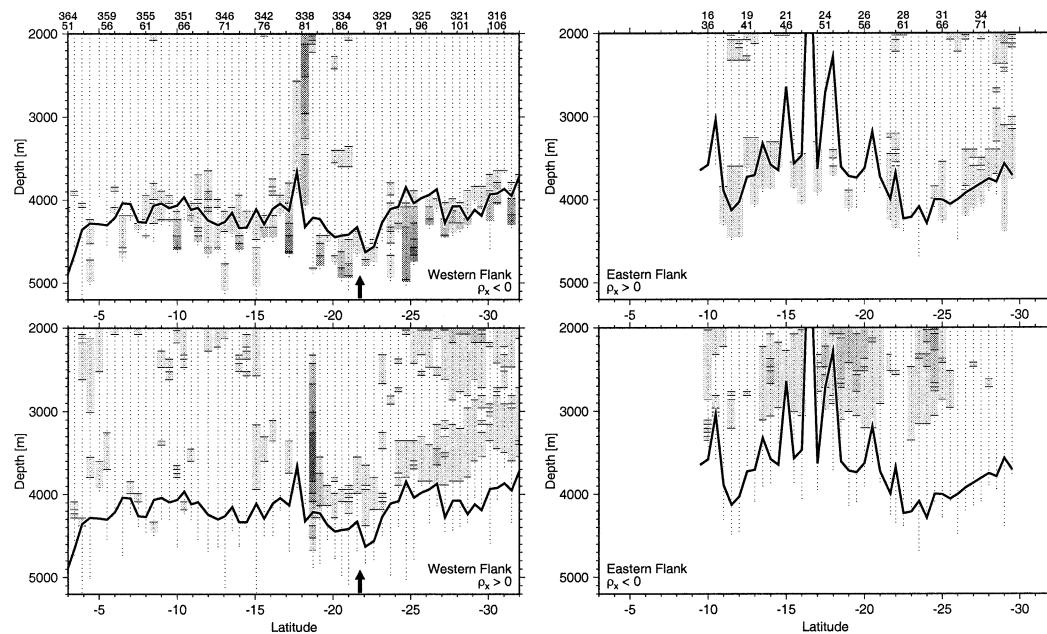 364 359 355 351 346 342 338 334 329 325 321 316
51 56 61 66 71 76 81 86 91 96 101 106
16 19 21 24 26 28 31 34
36 41 46 51 56 61 66 71
2000
3000
4000
5000
Depth [m]
Western Flank
ρx < 0
2000
3000
4000
5000
Depth [m]
Eastern Flank
ρx > 0
-5 -10 -15 -20 -25 -30
-5 -10 -15 -20 -25 -30
2000
3000
4000
5000
Depth [m]
Western Flank
ρx > 0
2000
3000
4000
5000
Depth [m]
Eastern Flank
ρx < 0
-5 -10 -15 -20 -25 -30
Latitude
-5 -10 -15 -20 -25 -30
Latitude